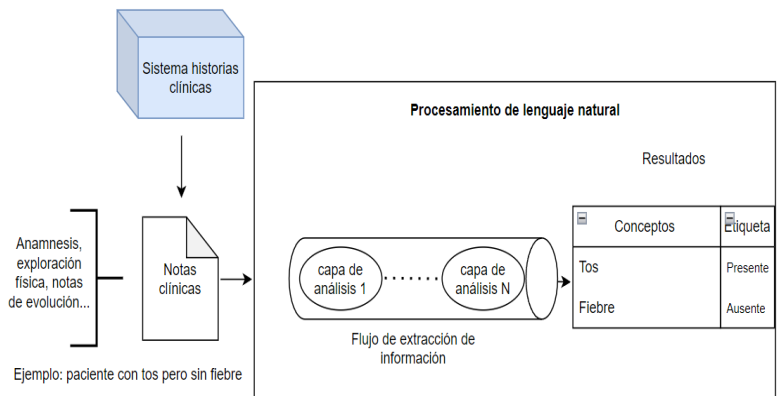 Sistema historias
clínicas
Procesamiento de lenguaje natural
Resultados
Anamnesis,
exploración
física, notas
de evolución...
Notas
clínicas
capa de
análisis 1
capa de
análisis N
Conceptos
Etiqueta
Tos
Presente
Fiebre
Ausente
Flujo de extracción de
información
Ejemplo: paciente con tos pero sin fiebre